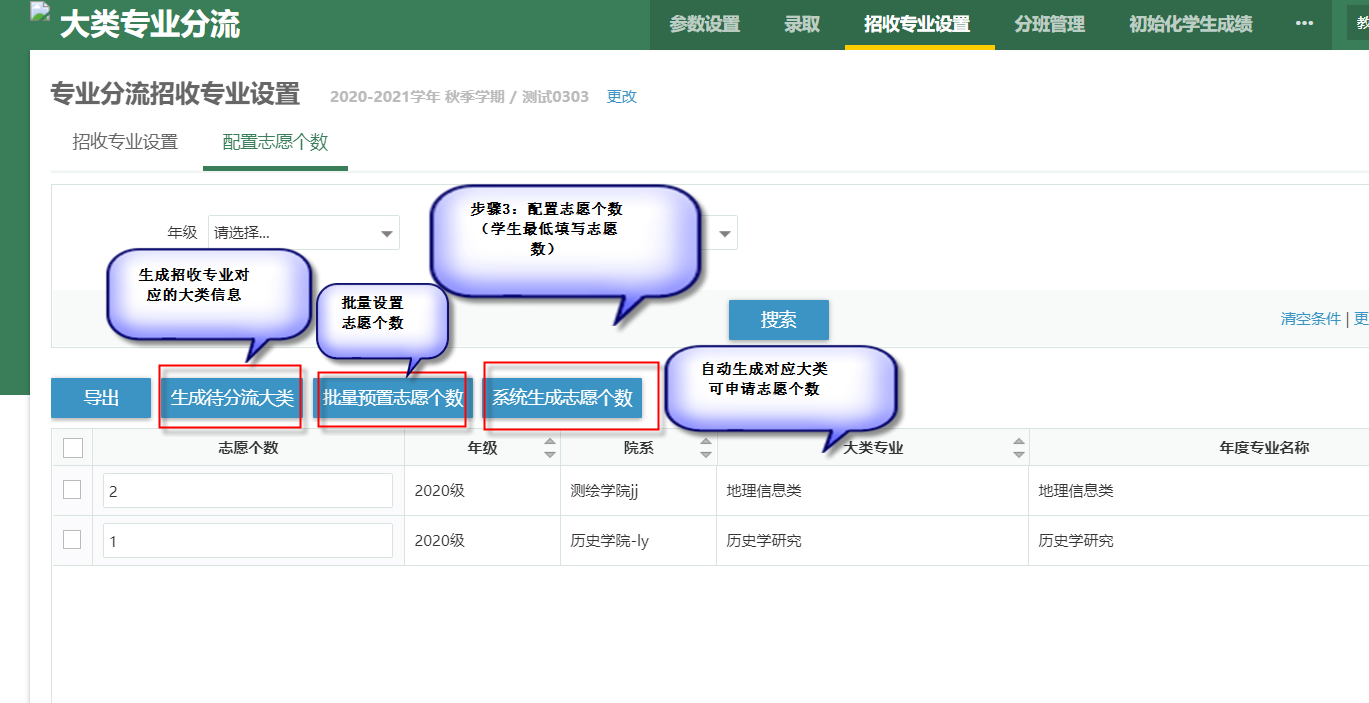 大类专业分流
参数设置
录取
招收专业设置
分班管理
初始化学生成绩
···
教
专业分流招收专业设置
2020-2021学年 秋季学期 / 测试0303
更改
招收专业设置
配置志愿个数
步骤3：配置志愿个数
（学生最低填写志愿
数）
年级
请选择...
生成招收专业对
应的大类信息
批量设置
志愿个数
搜索
清空条件 | 更
自动生成对应大类
可申请志愿个数
导出
生成待分流大类
批量预置志愿个数
系统生成志愿个数
志愿个数
年级
院系
大类专业
年度专业名称
2
2020级
测绘学院jj
地理信息类
地理信息类
1
2020级
历史学院-ly
历史学研究
历史学研究